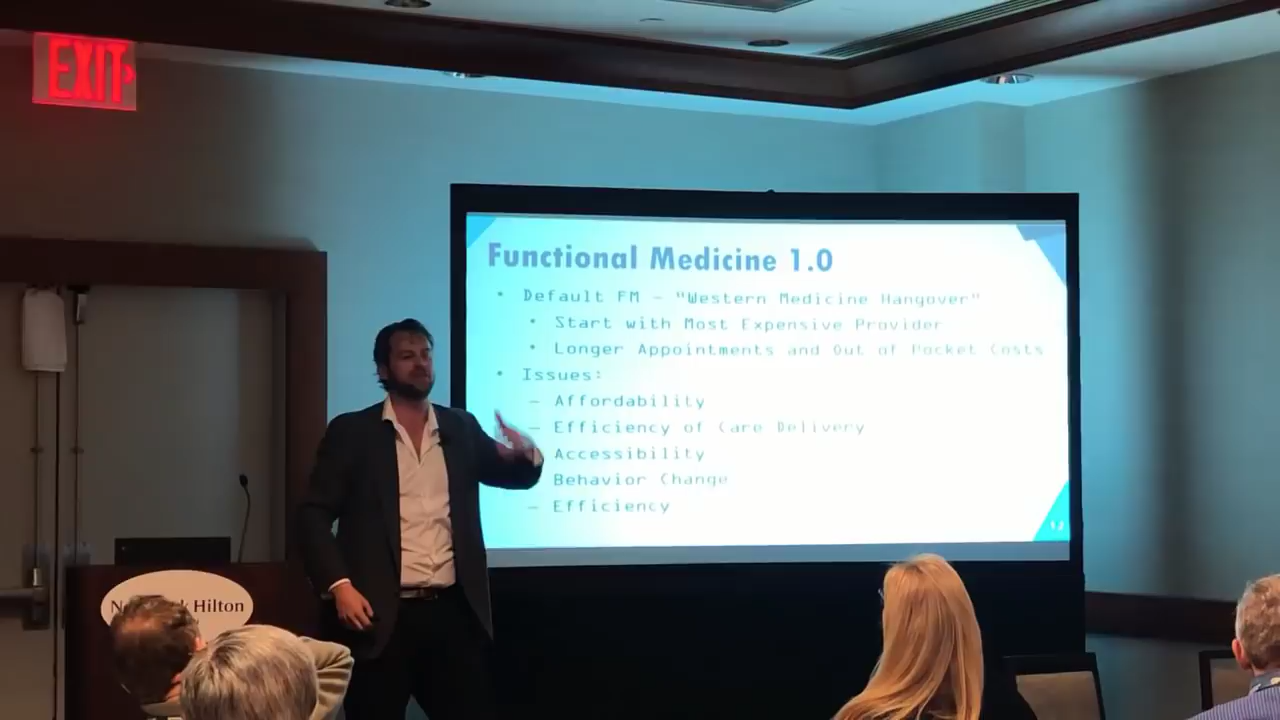 EXIT
Functional Medicine 1.0
• Default FM - "Western Medicine Hangover"
• Start with Most Expensive Provider
• Longer Appointments and Out of Pocket Costs
• Issues:
– Affordability
– Efficiency of Care Delivery
Accessibility
Behavior Change
– Efficiency
12
Hilton